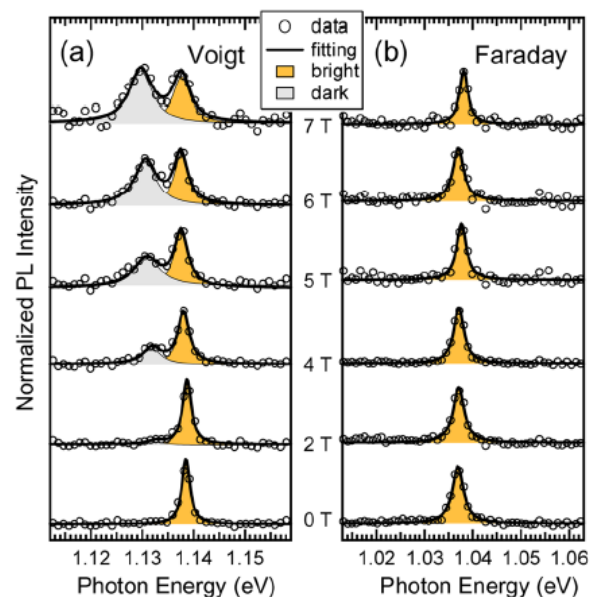 (a)
Voigt
data
fitting
bright
dark
(b)
Faraday
7 T
6 T
5 T
4 T
2 T
0 T
Normalized PL Intensity
1.12 1.13 1.14 1.15
1.02 1.03 1.04 1.05 1.06
Photon Energy (eV)
Photon Energy (eV)